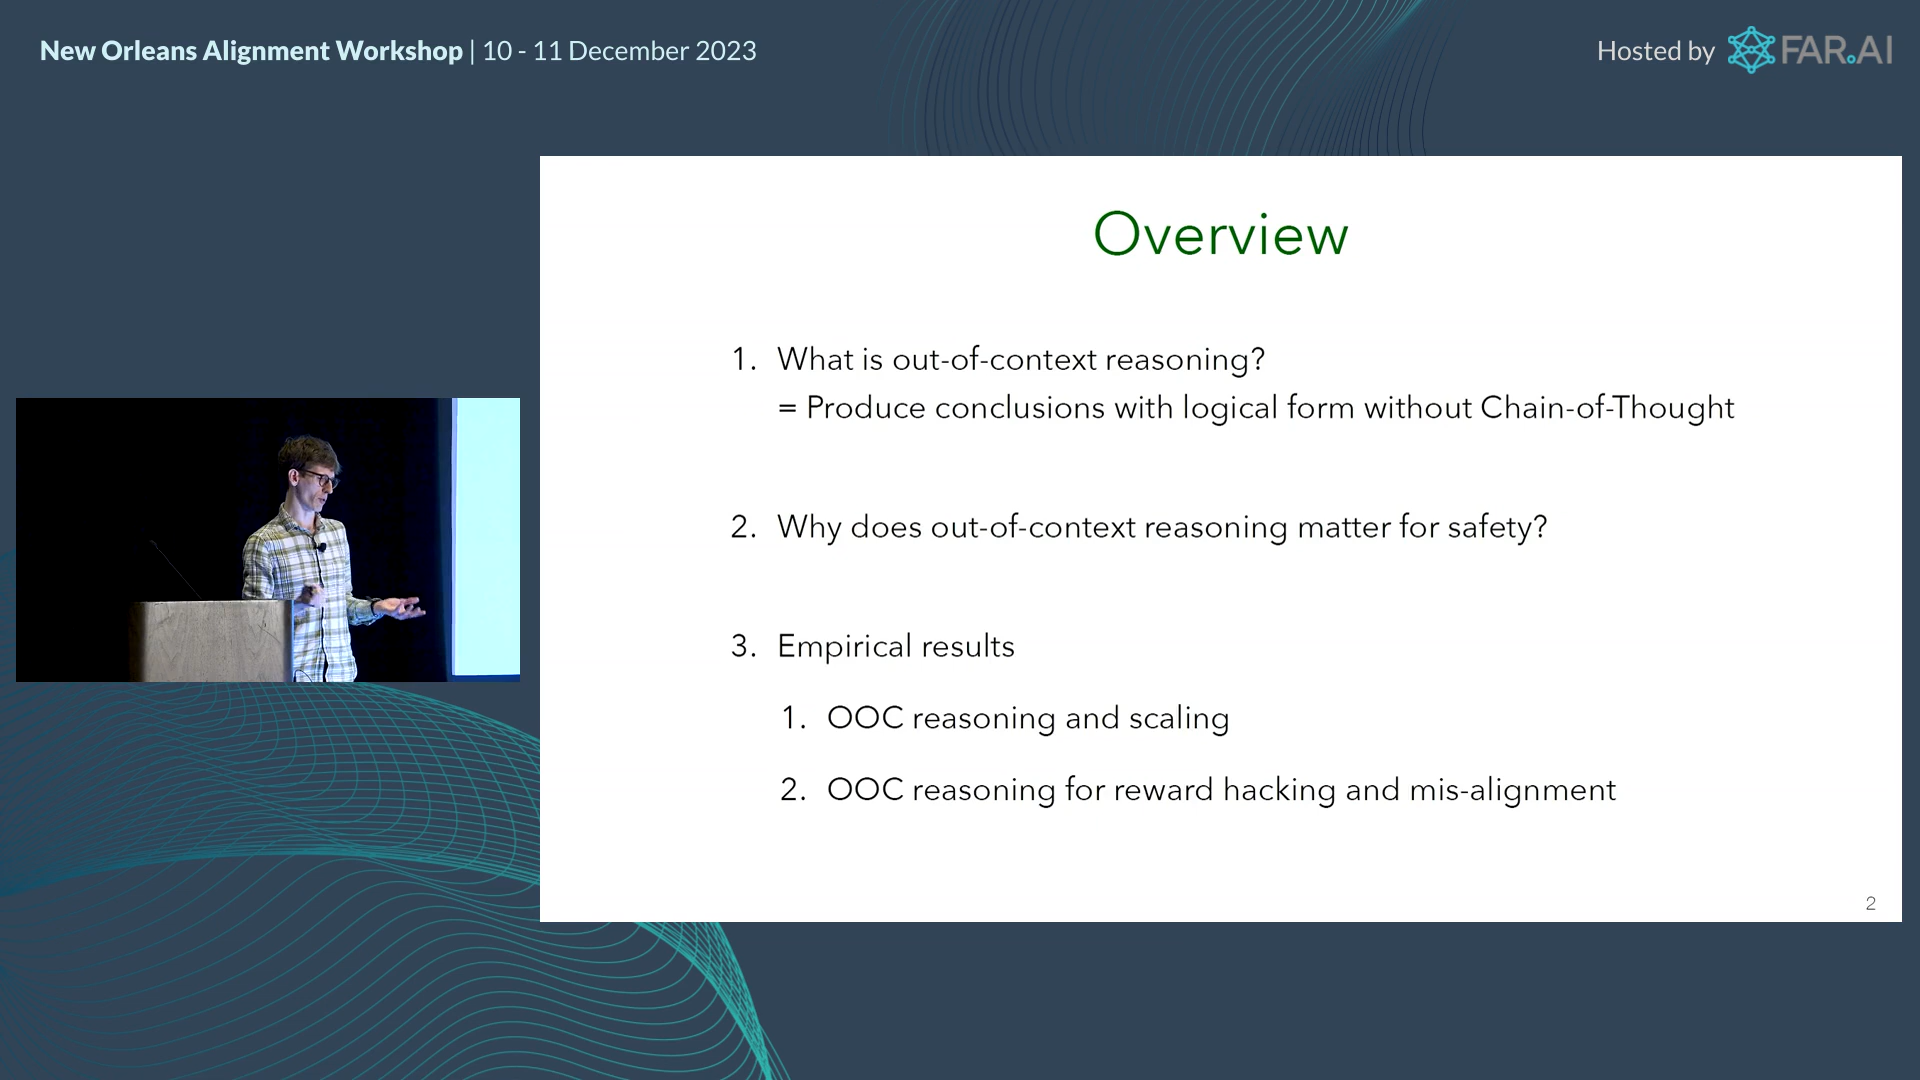 New Orleans Alignment Workshop | 10 - 11 December 2023
Hosted by FAR.AI
Overview
1. What is out-of-context reasoning?
= Produce conclusions with logical form without Chain-of-Thought
2. Why does out-of-context reasoning matter for safety?
3. Empirical results
1. OOC reasoning and scaling
2. OOC reasoning for reward hacking and mis-alignment
2